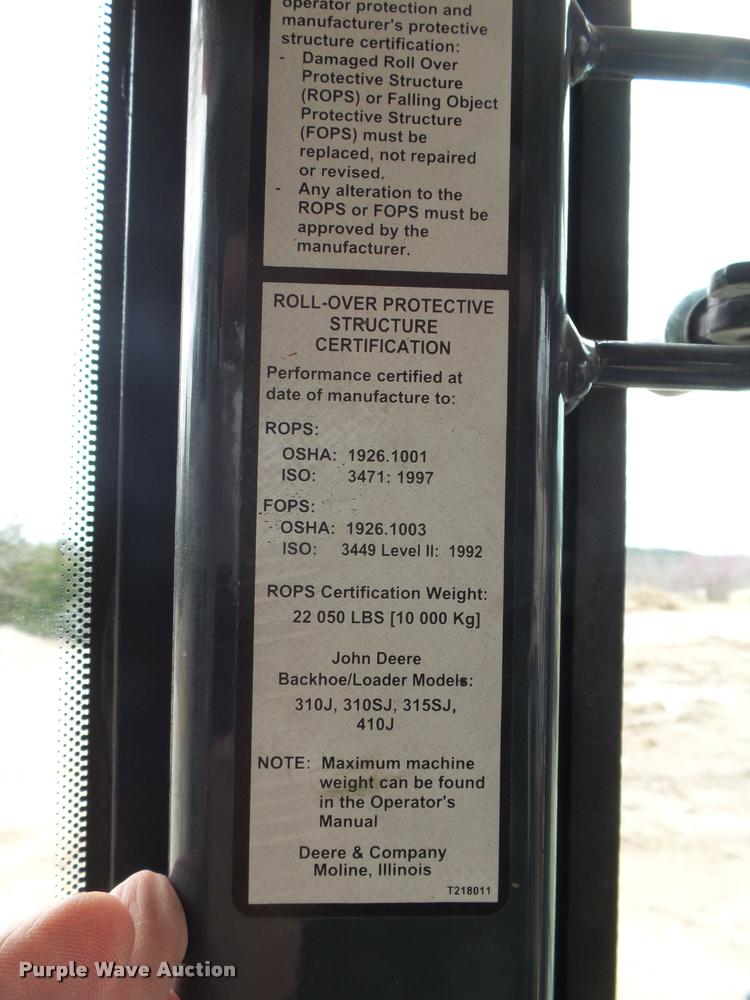 operator protection and
manufacturer's protective
structure certification:
- Damaged Roll Over
Protective Structure
(ROPS) or Falling Object
Protective Structure
(FOPS) must be
replaced, not repaired
or revised.
- Any alteration to the
ROPS or FOPS must be
approved by the
manufacturer.
ROLL-OVER PROTECTIVE
STRUCTURE
CERTIFICATION
Performance certified at
date of manufacture to:
ROPS:
OSHA: 1926.1001
ISO: 3471: 1997
FOPS:
OSHA: 1926.1003
ISO: 3449 Level II: 1992
ROPS Certification Weight:
22 050 LBS [10 000 Kg]
John Deere
Backhoe/Loader Models:
310J, 310SJ, 315SJ,
410J
NOTE: Maximum machine
weight can be found
in the Operator's
Manual
Deere & Company
Moline, Illinois
T218011
Purple Wave Auction